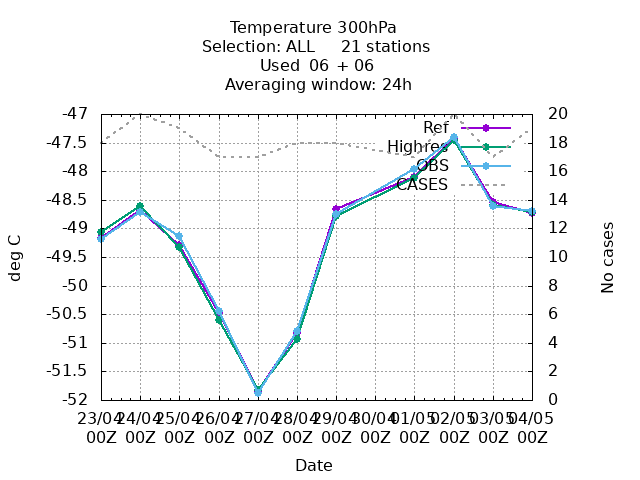 Temperature 300hPa
Selection: ALL 21 stations
Used 06 + 06
Averaging window: 24h
-47
-47.5
-48
-48.5
-49
-49.5
-50
-50.5
-51
-51.5
-52
deg C
Ref
Highres
OBS
CASES
20
18
16
14
12
10
8
6
4
2
0
No cases
23/04 24/04 25/04 26/04 27/04 28/04 29/04 30/04 01/05 02/05 03/05 04/05
00Z 00Z 00Z 00Z 00Z 00Z 00Z 00Z 00Z 00Z 00Z 00Z
Date